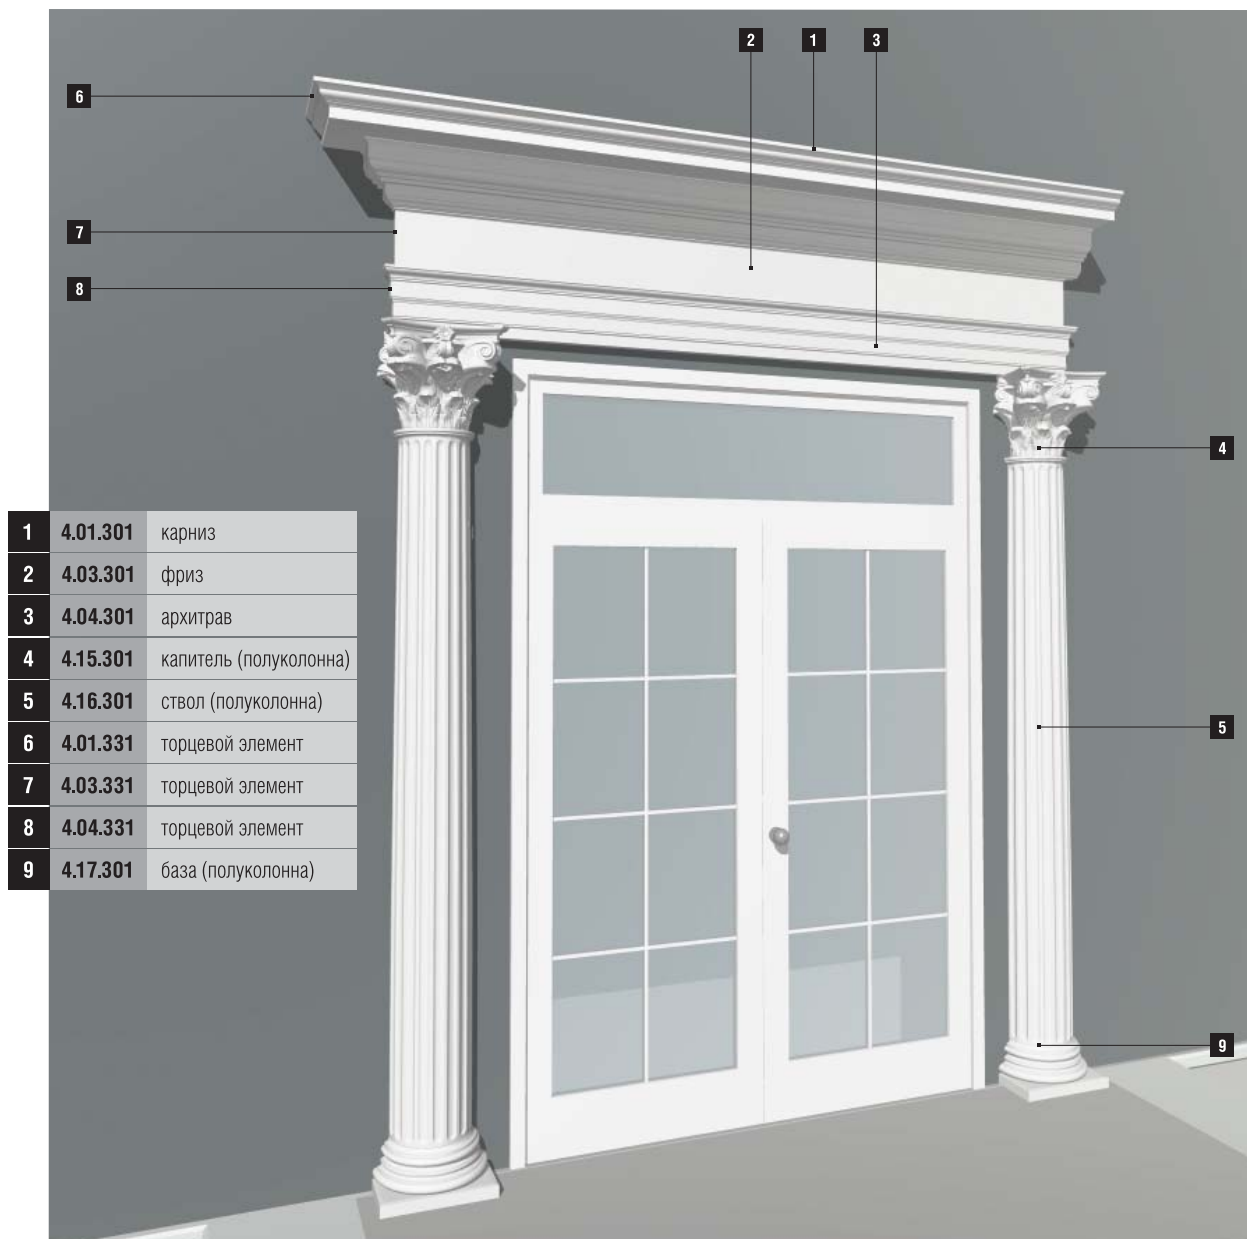 2 1 3
6
7
8
4
1 4.01.301 карниз
2 4.03.301 фриз
3 4.04.301 архитрав
4 4.15.301 капитель (полуколонна)
5 4.16.301 ствол (полуколонна)
6 4.01.331 торцевой элемент
7 4.03.331 торцевой элемент
8 4.04.331 торцевой элемент
9 4.17.301 база (полуколонна)
5
9